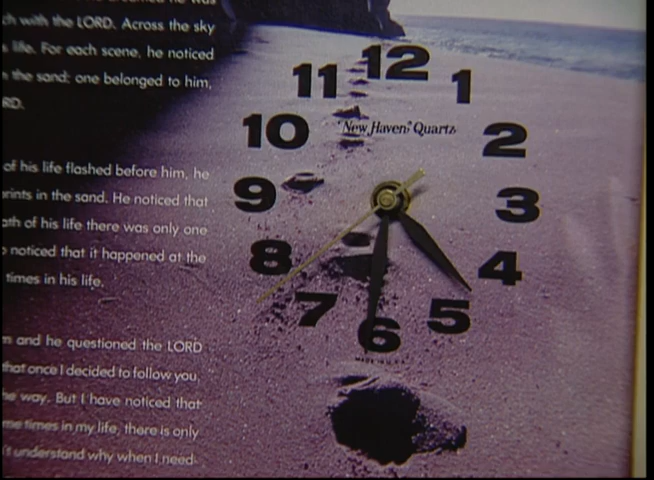 ch with the LORD. Across the sky
life. For each scene, he noticed
the sand: one belonged to him,
RD.
of his life flashed before him, he
rints in the sand. He noticed that
ath of his life there was only one
noticed that it happened at the
times in his life.
and he questioned the LORD
that once I decided to follow you,
he way. But I have noticed that
me times in my life, there is only
't understand why when I need
12
11
1
10
New Haven Quartz
2
9
3
8
4
7
5
6